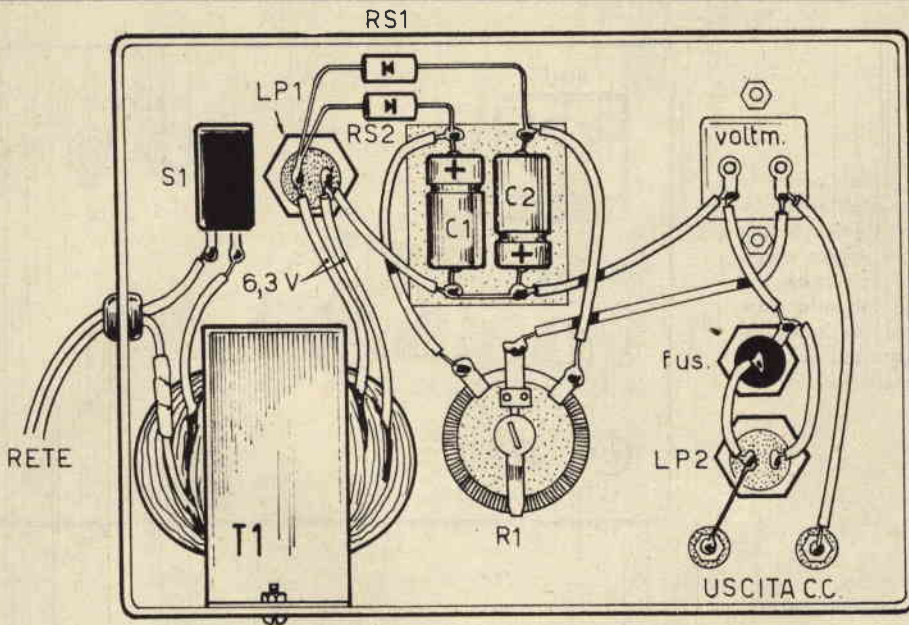 RS1
LP1
RS2
S1
voltm.
+
C1
C2
+
6,3 V
fus.
RETE
LP2
T1
R1
USCITA C.C.